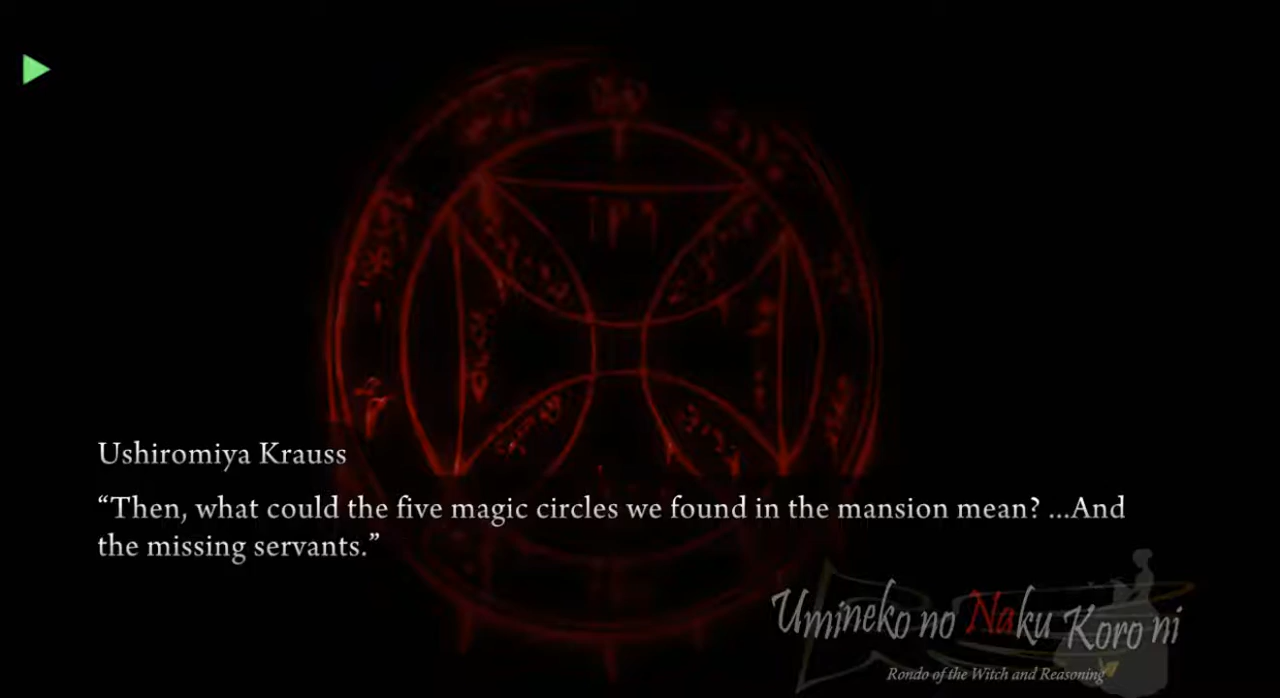 Ushiromiya Krauss
“Then, what could the five magic circles we found in the mansion mean? ...And
the missing servants.”
Umineko no Naku Koro ni
Rondo of the Witch and Reasoning